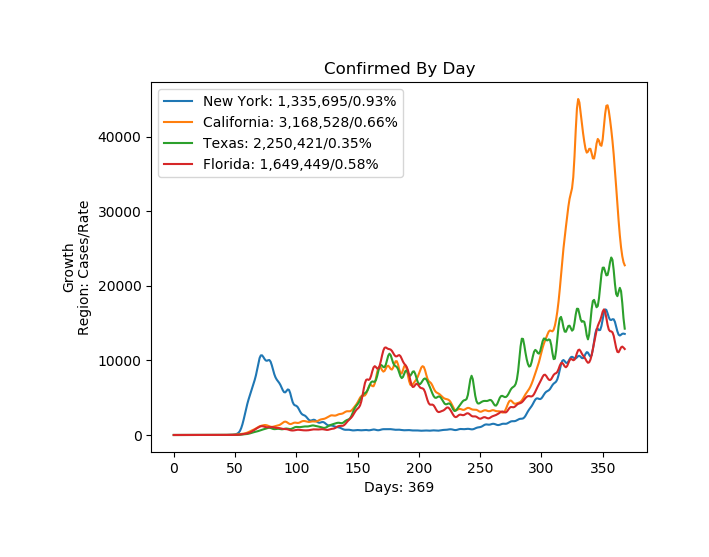 Confirmed By Day
New York: 1,335,695/0.93%
California: 3,168,528/0.66%
Texas: 2,250,421/0.35%
Florida: 1,649,449/0.58%
Growth
Region: Cases/Rate
40000
30000
20000
10000
0
0 50 100 150 200 250 300 350
Days: 369